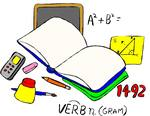 A² + B² =
1492
VERB n. (GRAM)